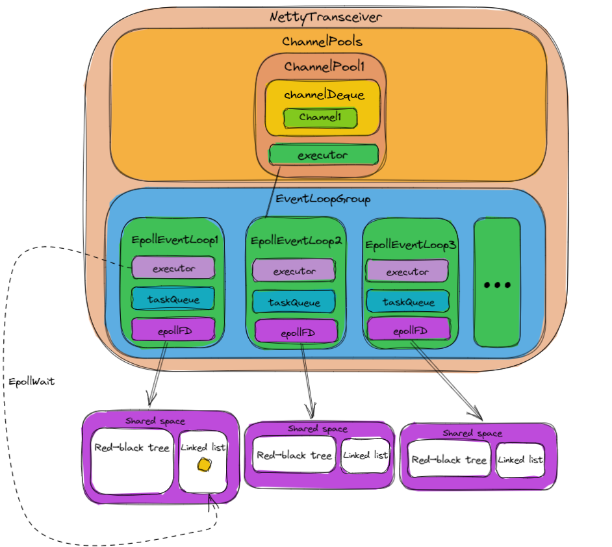 NettyTransceiver
ChannelPools
ChannelPool1
channelDeque
Channel1
executor
EventLoopGroup
EpollEventLoop1
executor
taskQueue
epollFD
EpollEventLoop2
executor
taskQueue
epollFD
EpollEventLoop3
executor
taskQueue
epollFD
EpollWait
Shared space
Red-black tree
Linked list
Shared space
Red-black tree
Linked list
Shared space
Red-black tree
Linked list